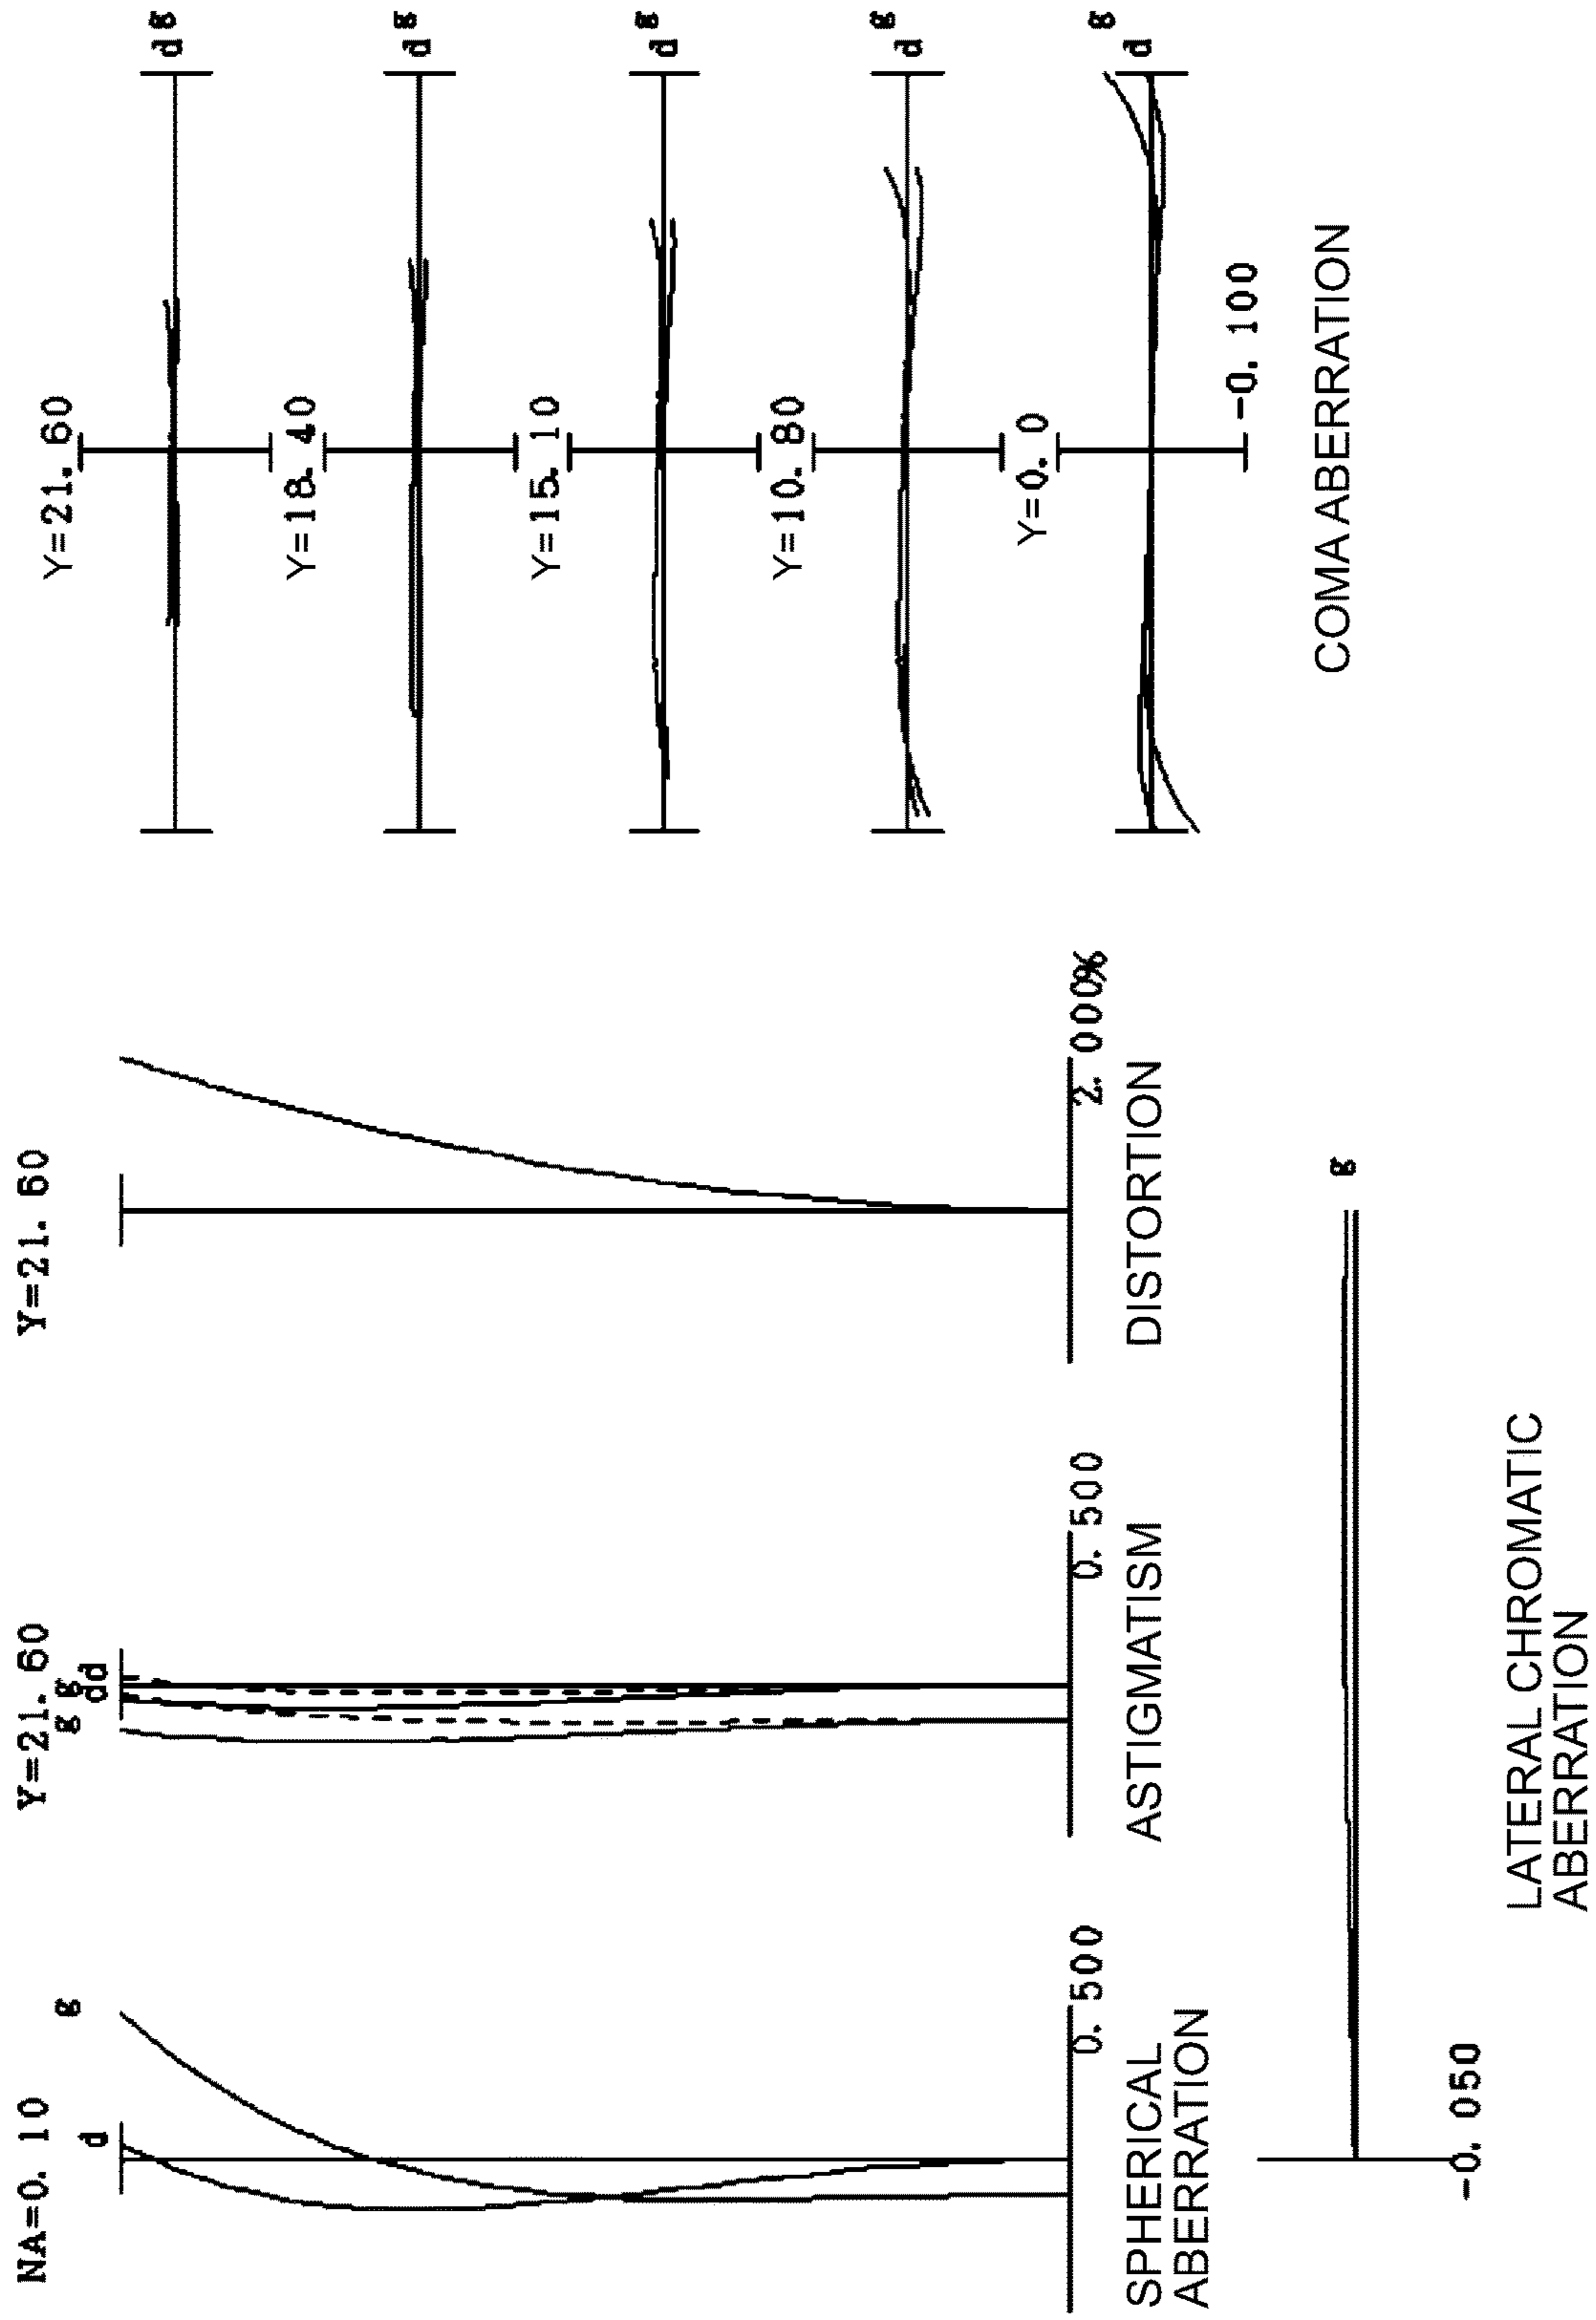 NA=0.10
d
g
0.500
SPHERICAL
ABERRATION
Y=21.60
g
d
g
d
0.500
ASTIGMATISM
Y=21.60
2.000%
DISTORTION
Y=21.60
d
g
Y=18.40
d
g
Y=15.10
d
g
Y=10.80
d
g
Y=0.0
d
g
-0.100
COMA ABERRATION
g
-0.050
LATERAL CHROMATIC
ABERRATION